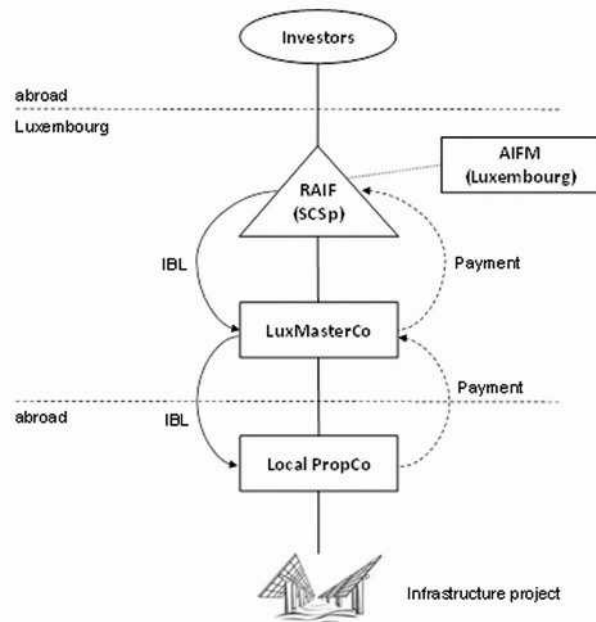 Investors
abroad
Luxembourg
AIFM
(Luxembourg)
RAIF
(SCSp)
IBL
Payment
LuxMasterCo
Payment
abroad
IBL
Local PropCo
Infrastructure project